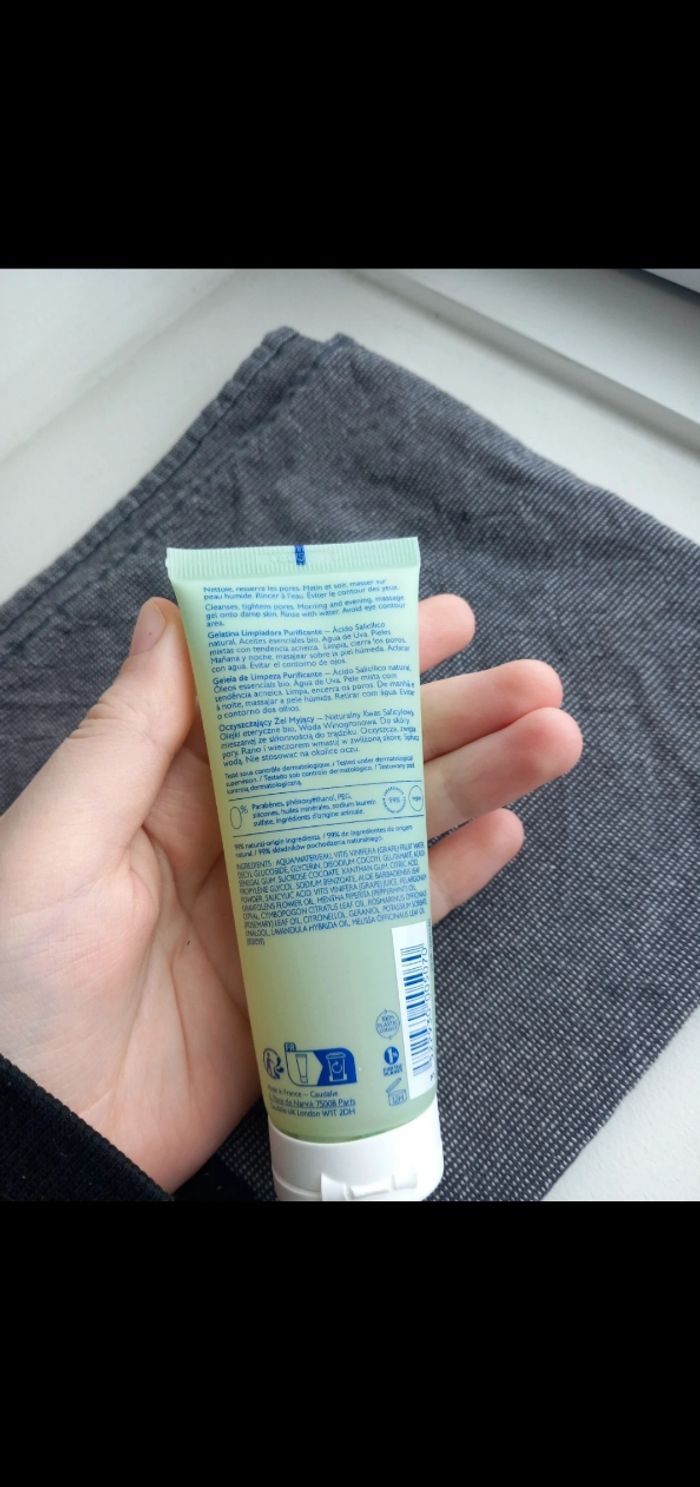 Nettoie, resserre les pores. Matin et soir, masser sur
peau humide. Rincer à l'eau. Éviter le contour des yeux.
Cleanses, tightens pores. Morning and evening, massage
gel onto damp skin. Rinse with water. Avoid eye contour
area.
Gelatina Limpiadora Purificante — Ácido Salicílico
natural, Aceites esenciales bio, Agua de Uva. Pieles
mixtas con tendencia acneica. Limpia, cierra los poros.
Mañana y noche, masajear sobre la piel húmeda. Aclarar
con agua. Evitar el contorno de ojos.
Geleia de Limpeza Purificante — Ácido Salicílico natural,
Óleos essenciais bio, Água de Uva. Pele mista com
tendência acneica. Limpa, encerra os poros. De manhã e
à noite, massajar sobre a pele húmida. Retirar com água. Evitar
o contorno dos olhos.
Oczyszczający Żel Myjący — Naturalny Kwas Salicylowy,
Olejki eteryczne bio, Woda Winogronowa. Do skóry
mieszanej ze skłonnością do trądziku. Oczyszcza, zwęża
pory. Rano i wieczorem wmasuj w zwilżoną skórę. Spłucz
wodą. Nie stosować na okolice oczu.
Testé sous contrôle dermatologique. / Tested under dermatological
supervision. / Testado sob controlo dermatológico. / Testowany pod
kontrolą dermatologiczną.
0% Parabènes, phénoxyéthanol, PEG,
silicones, huiles minérales, sodium laureth
sulfate, ingrédients d'origine animale.
99% natural-origin ingredients. / 99% de ingredientes de origen
natural. / 99% składników pochodzenia naturalnego.
INGREDIENTS: AQUA/WATER/EAU, VITIS VINIFERA (GRAPE) FRUIT WATER,
DECYL GLUCOSIDE, GLYCERIN, DISODIUM COCOYL GLUTAMATE, ACACIA
SENEGAL GUM, SUCROSE COCOATE, XANTHAN GUM, CITRIC ACID,
PROPYLENE GLYCOL, SODIUM BENZOATE, ALOE BARBADENSIS LEAF
POWDER, SALICYLIC ACID, VITIS VINIFERA (GRAPE) JUICE, PELARGONIUM
GRAVEOLENS FLOWER OIL, MENTHA PIPERITA (PEPPERMINT) OIL,
CITRAL, CYMBOPOGON CITRATUS LEAF OIL, ROSMARINUS OFFICINALIS
(ROSEMARY) LEAF OIL, CITRONELLOL, GERANIOL, POTASSIUM SORBATE,
LINALOOL, LAVANDULA HYBRIDA OIL, MELISSA OFFICINALIS LEAF OIL
100%
PLASTIC
FR
1%
12M
Made in France — Caudalie
Place de Narvik 75008 Paris
Caudalie UK London W1T 2DH